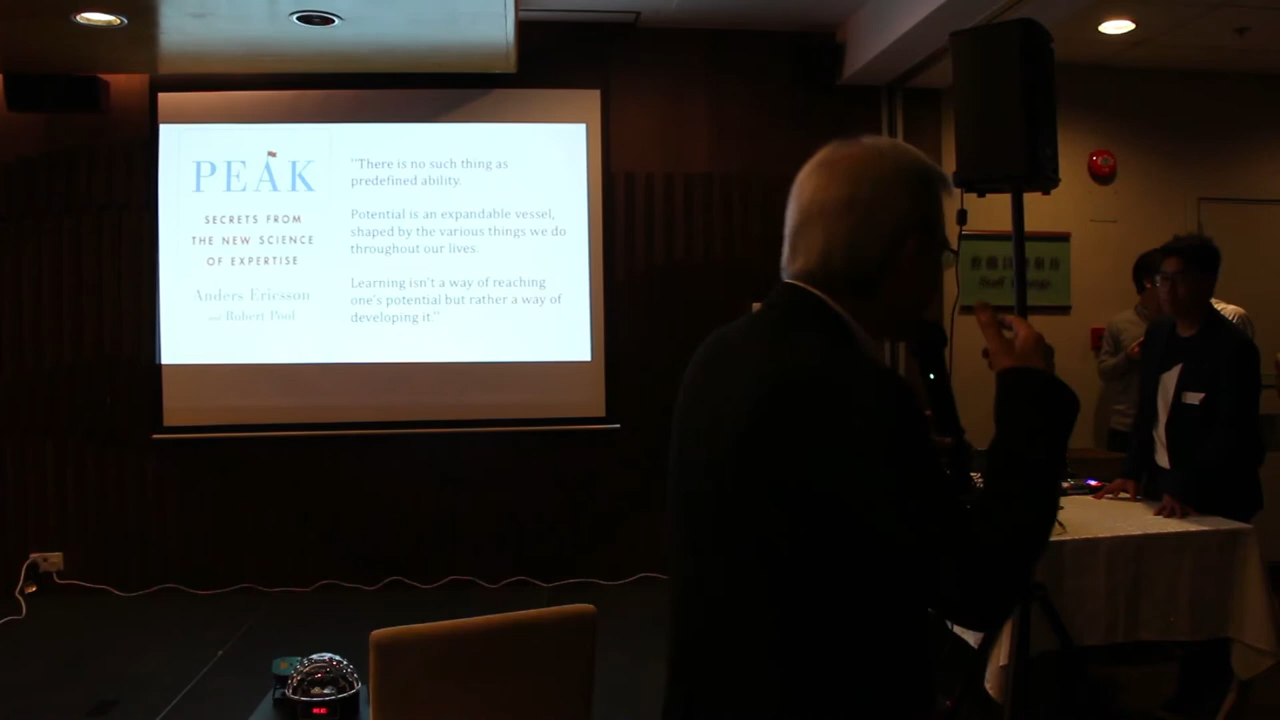 PEAK
SECRETS FROM
THE NEW SCIENCE
OF EXPERTISE
Anders Ericsson
and Robert Pool
"There is no such thing as
predefined ability.
Potential is an expandable vessel,
shaped by the various things we do
throughout our lives.
Learning isn't a way of reaching
one's potential but rather a way of
developing it."